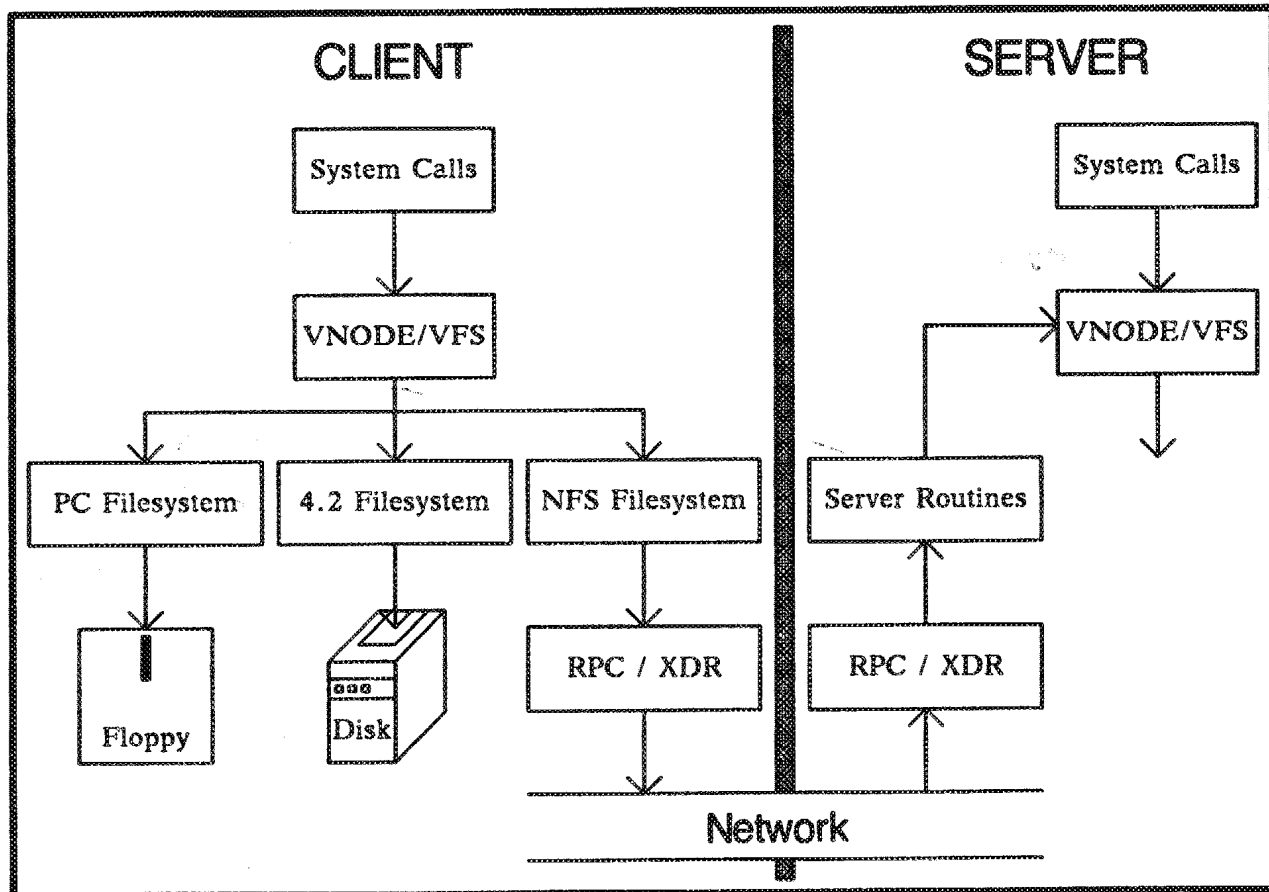 CLIENT
SERVER
System Calls
System Calls
VNODE/VFS
VNODE/VFS
PC Filesystem
4.2 Filesystem
NFS Filesystem
Server Routines
RPC / XDR
RPC / XDR
Floppy
Disk
Network